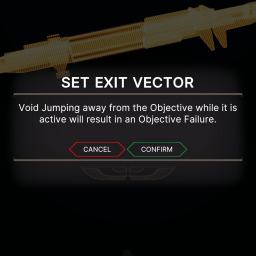 SET EXIT VECTOR
Void Jumping away from the Objective while it is
active will result in an Objective Failure.
CANCEL
CONFIRM